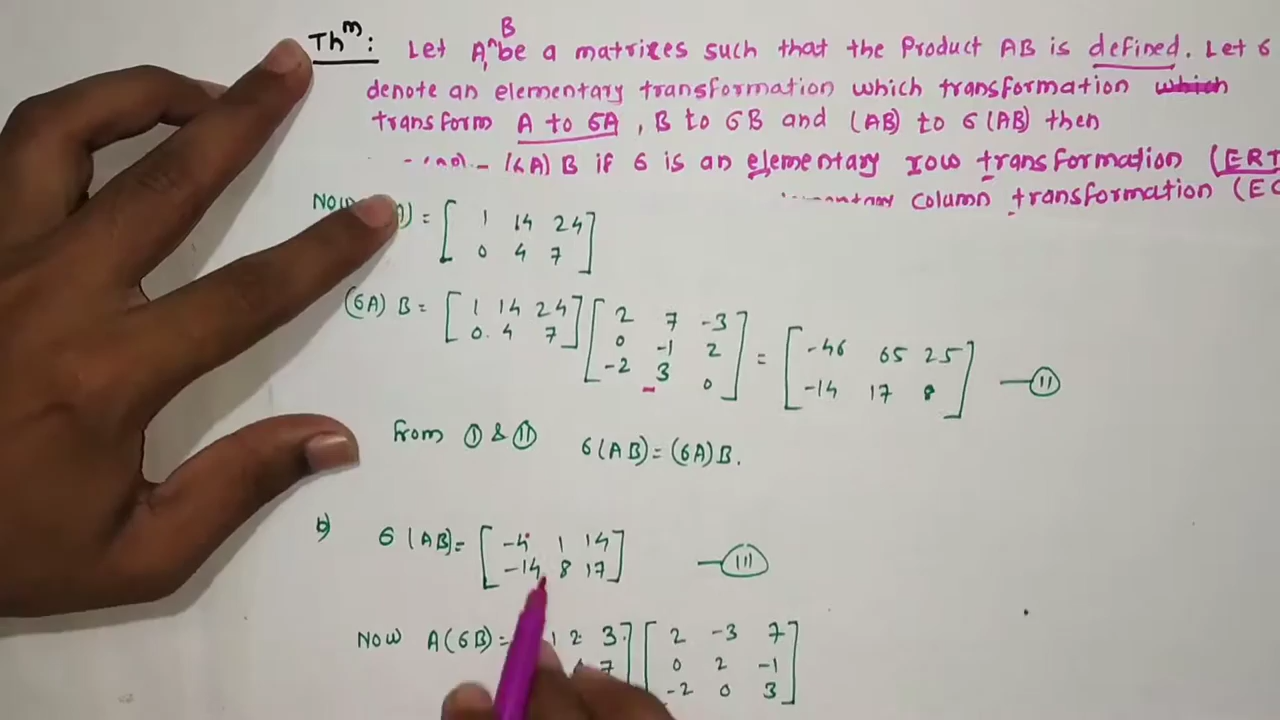 Thm: Let A, B be a matrixes such that the Product AB is defined. Let 6
denote an elementary transformation which transformation which
transform A to 6A, B to 6B and (AB) to 6(AB) then
(6A) B if 6 is an elementary row transformation (ERT
column transformation (EC
Now ) = [ 1 14 24
0 4 7 ]
(6A) B = [ 1 14 24
0. 4 7 ] [ 2 7 -3
0 -1 2
-2 3 0 ] = [ -46 65 25
-14 17 8 ] — (II)
From (I) & (II) 6(AB) = (6A)B.
b) 6(AB) = [ -4 1 14
-14 8 17 ] — (III)
Now A(6B) = 1 2 3
7 ] [ 2 -3 7
0 2 -1
-2 0 3 ]